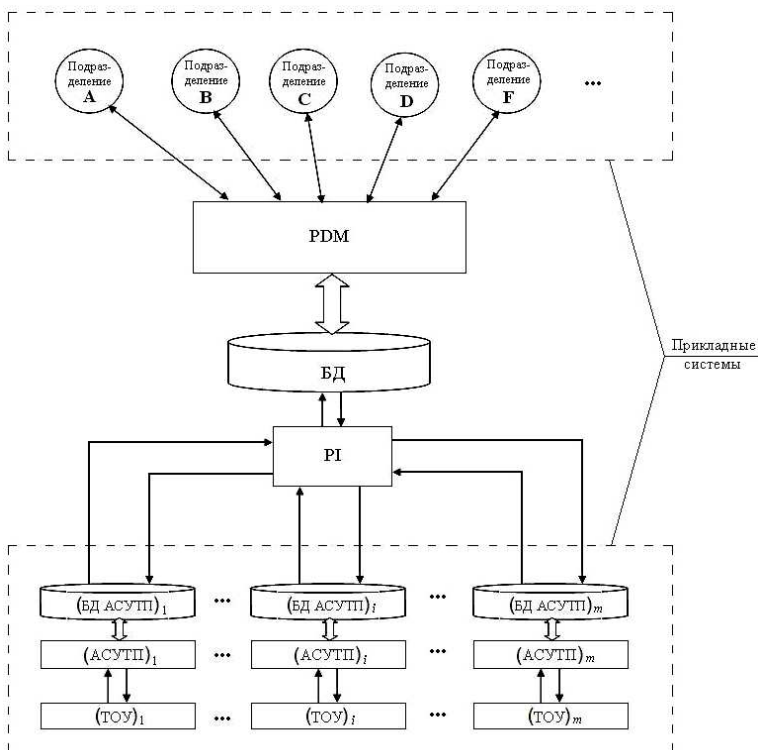 Подраз-
деление
A
Подраз-
деление
B
Подраз-
деление
C
Подраз-
деление
D
Подраз-
деление
F
...
PDM
Прикладные
системы
БД
PI
(БД АСУТП)1 ... (БД АСУТП)i ... (БД АСУТП)m
(АСУТП)1 ... (АСУТП)i ... (АСУТП)m
(ТОУ)1 ... (ТОУ)i ... (ТОУ)m